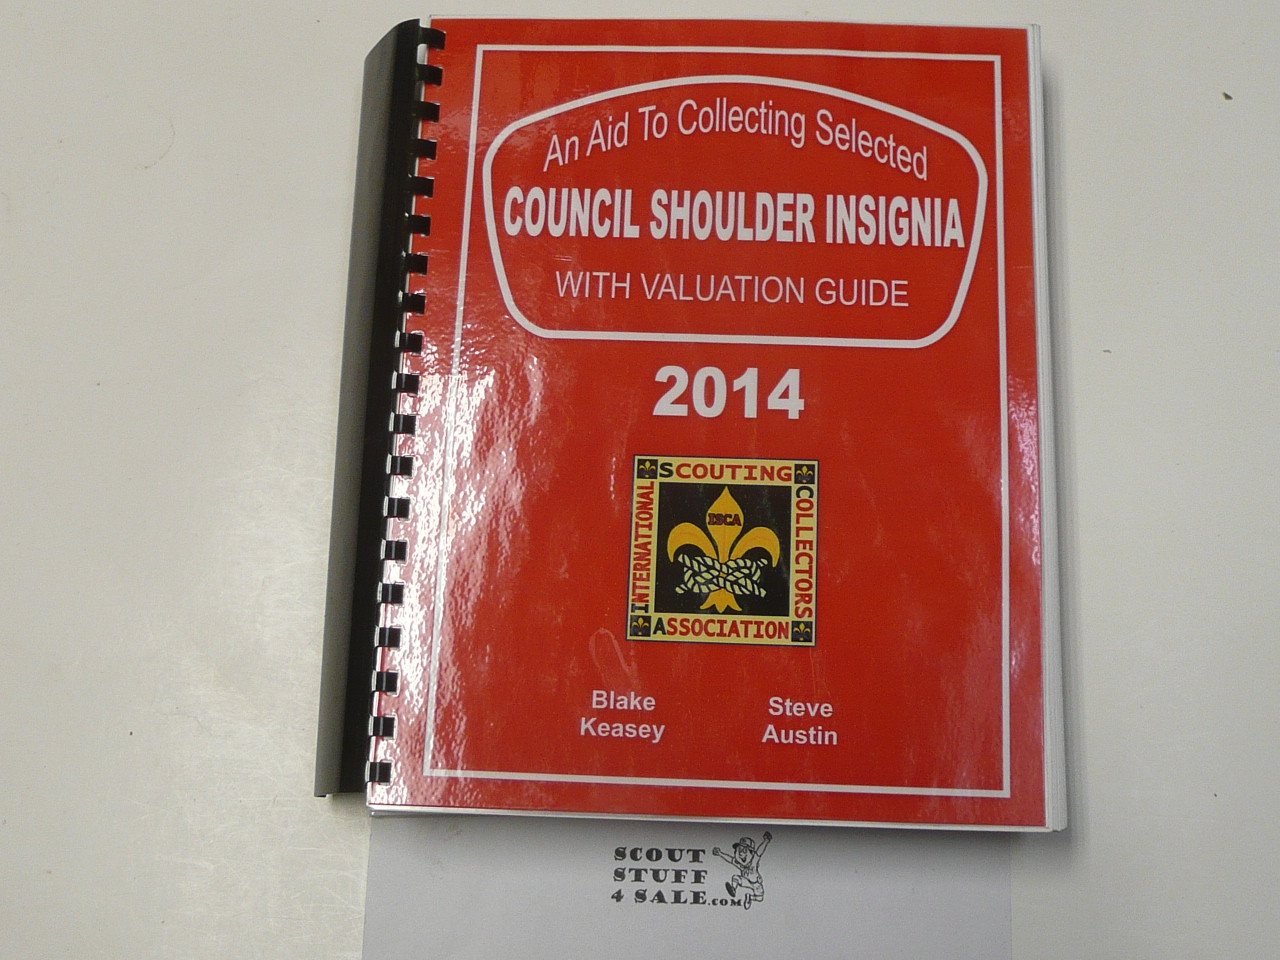 An Aid To Collecting Selected
COUNCIL SHOULDER INSIGNIA
WITH VALUATION GUIDE
2014
INTERNATIONAL
SCOUTING
COLLECTORS
ASSOCIATION
ISCA
Blake
Keasey
Steve
Austin
SCOUT
STUFF
4 SALE.COM